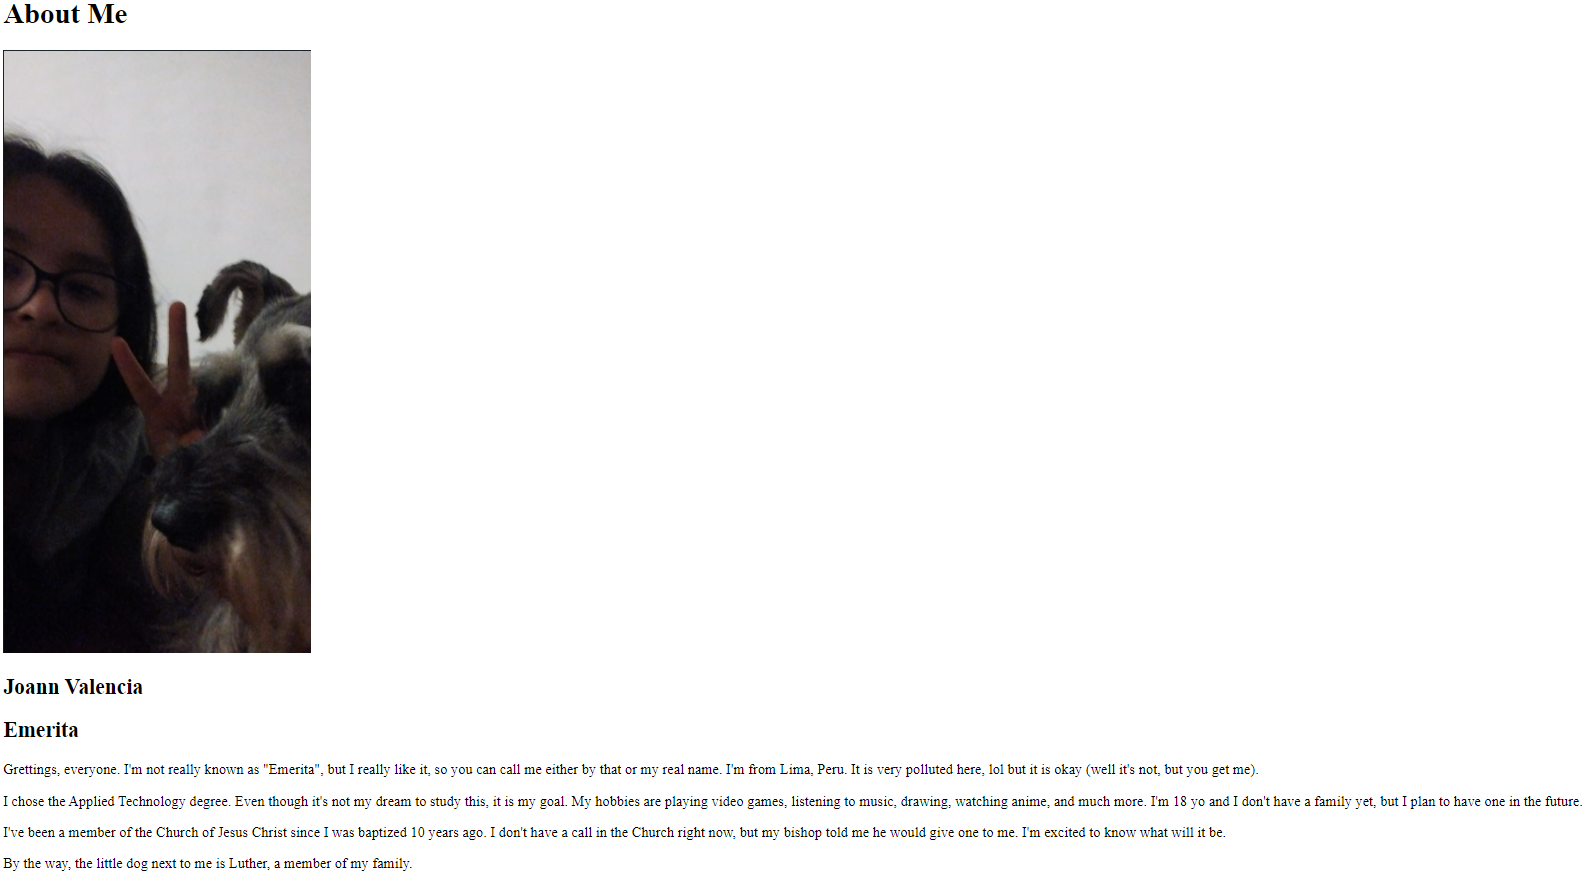 About Me
Joann Valencia
Emerita
Grettings, everyone. I'm not really known as "Emerita", but I really like it, so you can call me either by that or my real name. I'm from Lima, Peru. It is very polluted here, lol but it is okay (well it's not, but you get me).
I chose the Applied Technology degree. Even though it's not my dream to study this, it is my goal. My hobbies are playing video games, listening to music, drawing, watching anime, and much more. I'm 18 yo and I don't have a family yet, but I plan to have one in the future.
I've been a member of the Church of Jesus Christ since I was baptized 10 years ago. I don't have a call in the Church right now, but my bishop told me he would give one to me. I'm excited to know what will it be.
By the way, the little dog next to me is Luther, a member of my family.